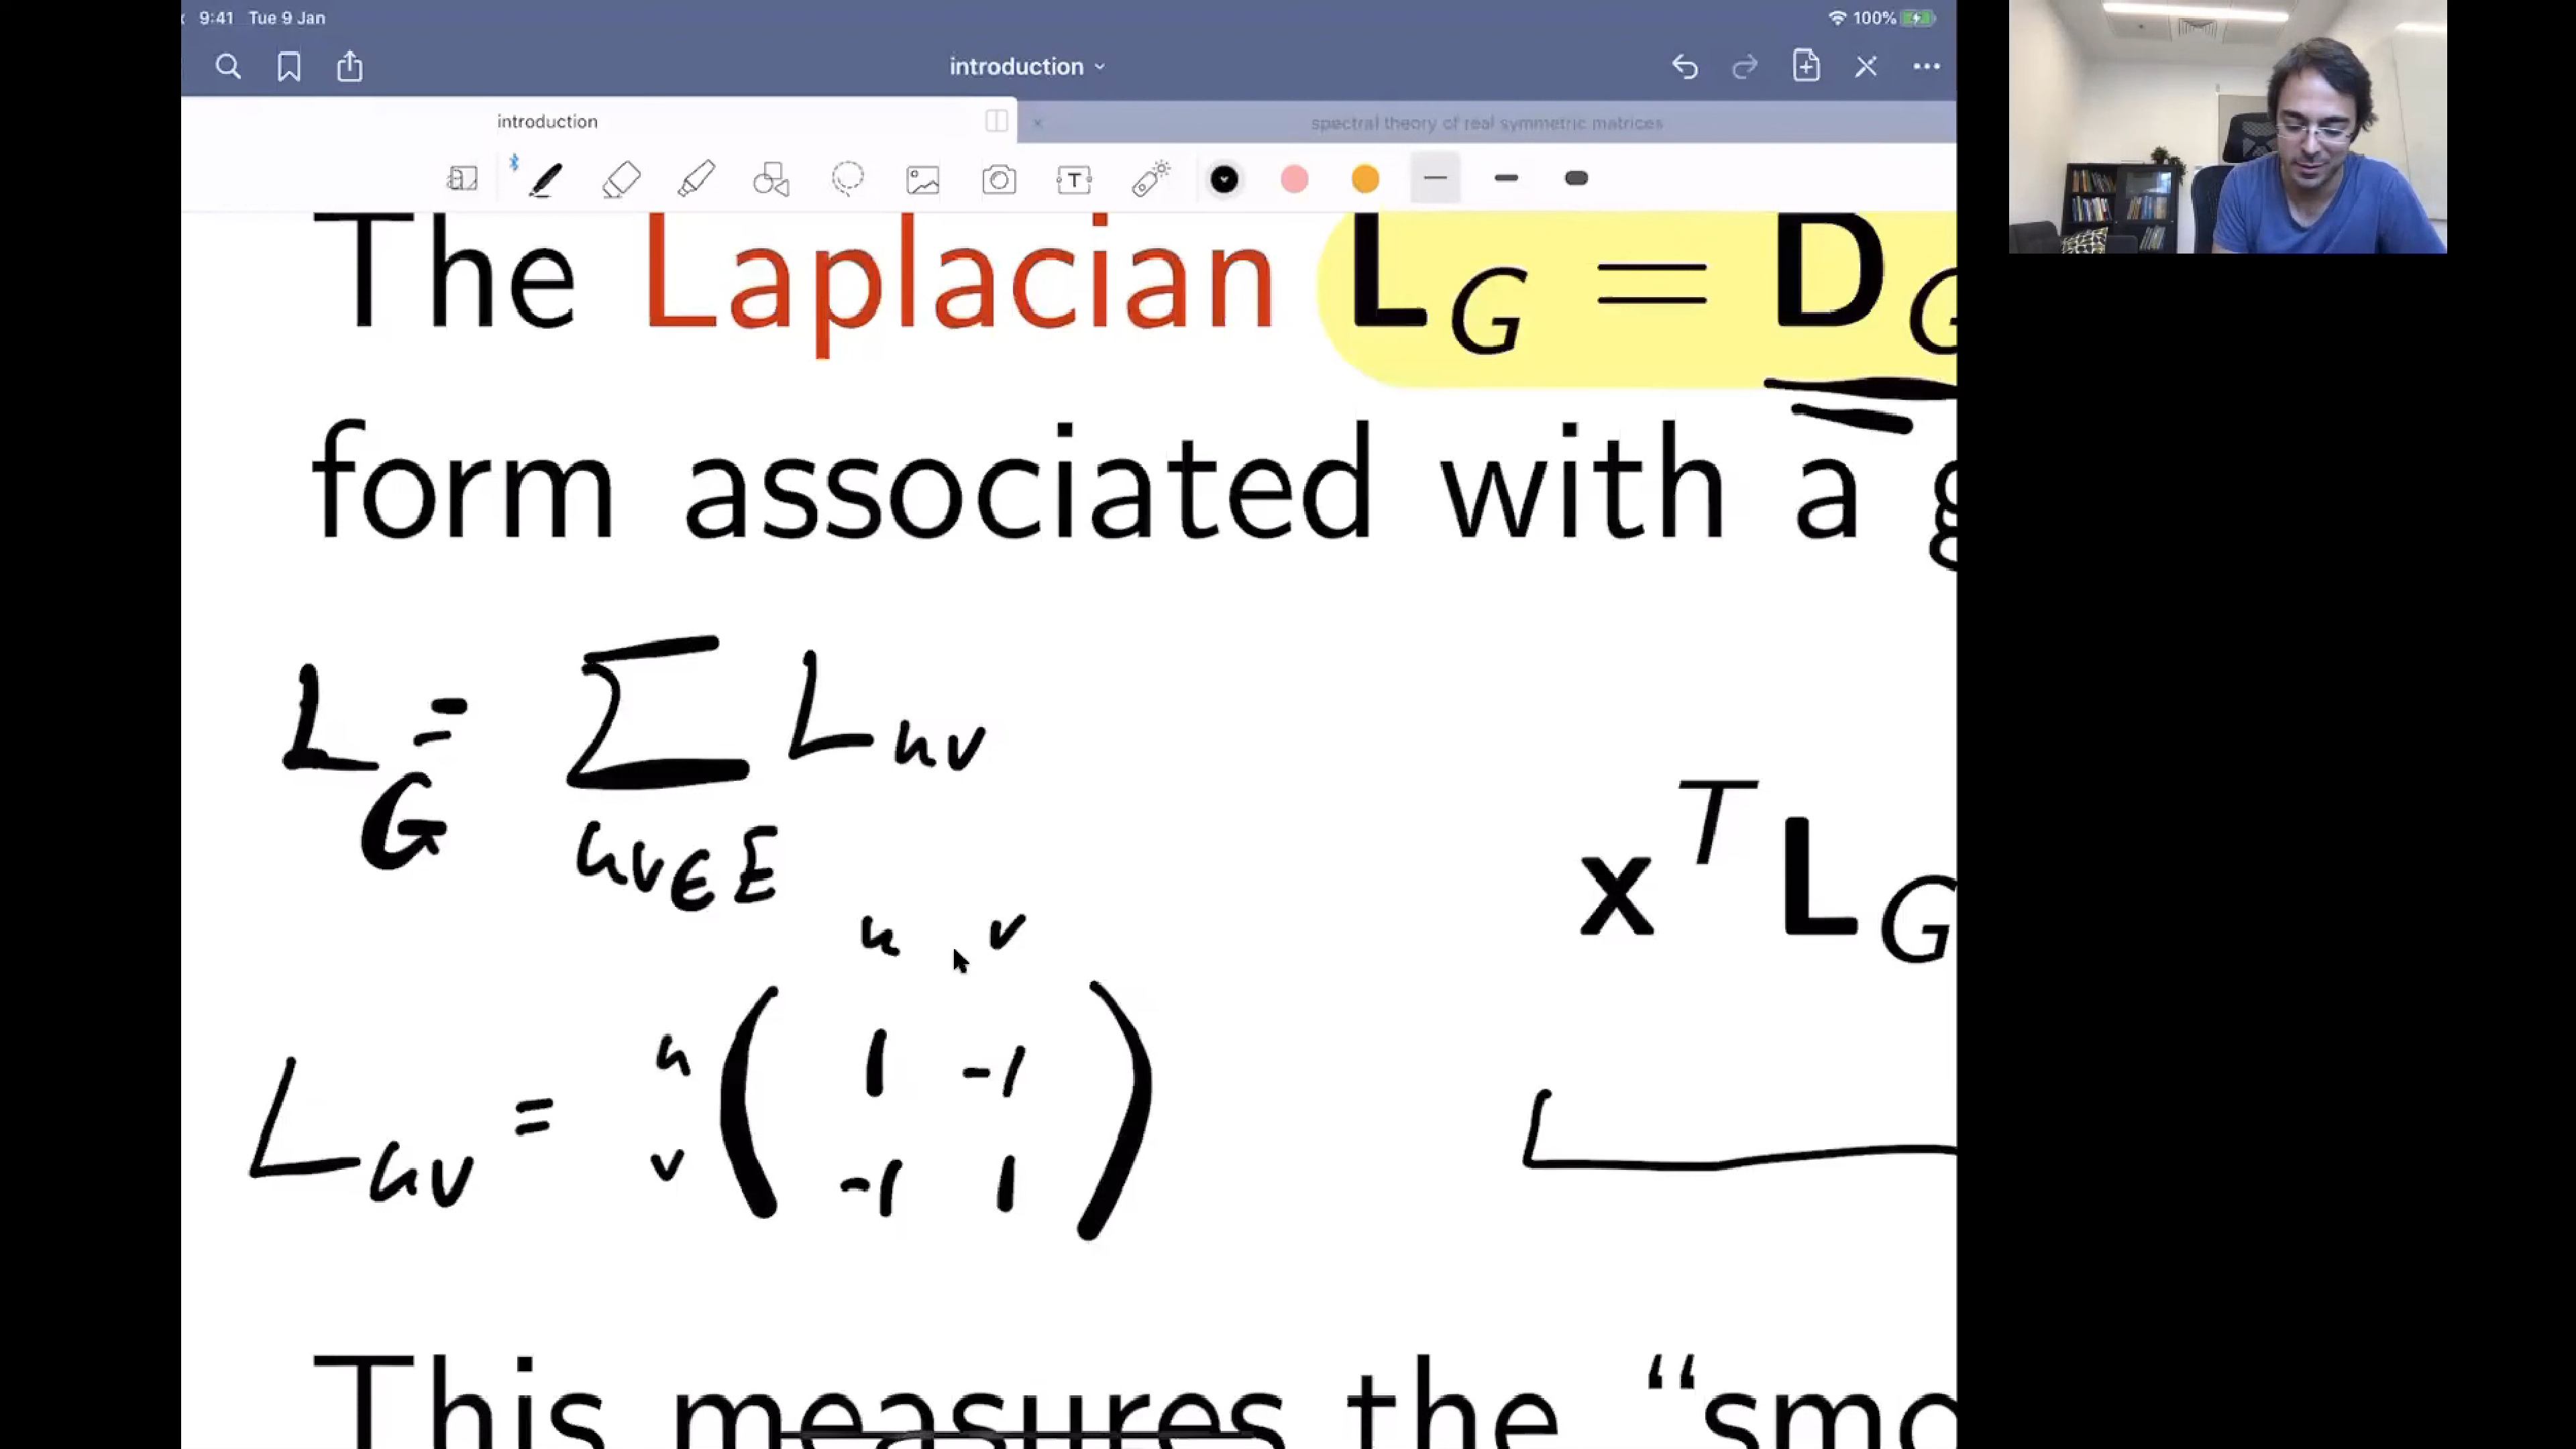 9:41 Tue 9 Jan 100%
introduction
introduction spectral theory of real symmetric matrices
The Laplacian L_G = D_G
form associated with a g
L_G = Σ L_uv
uv∈E
x^T L_G
u v
L_uv = u ( 1 -1 )
v -1 1
This measures the “smo